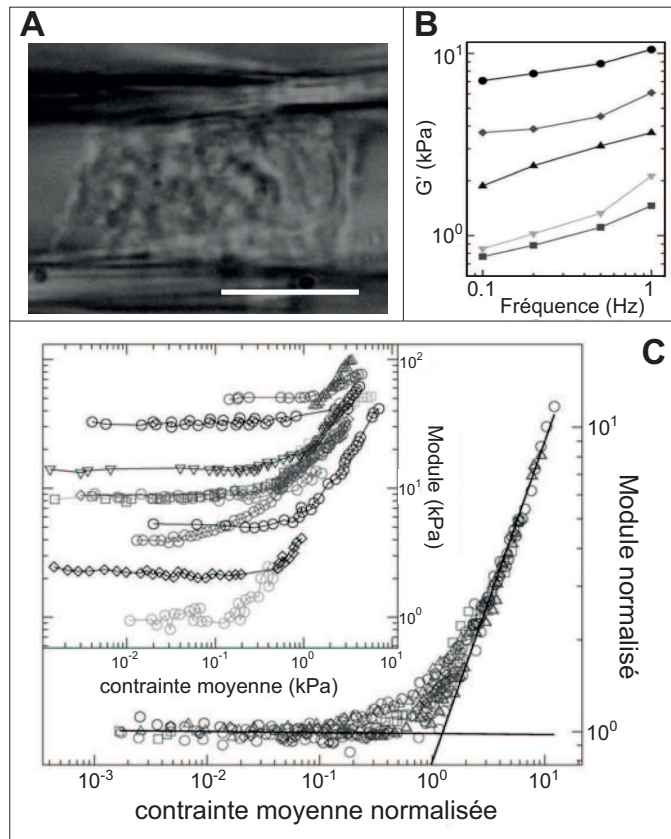 A
B
10¹
G' (kPa)
10⁰
0.1
1
Fréquence (Hz)
C
10²
10¹
10⁰
Module (kPa)
10⁻²
10⁻¹
10⁰
10¹
contrainte moyenne (kPa)
10¹
Module normalisé
10⁰
10⁻³
10⁻²
10⁻¹
10⁰
10¹
contrainte moyenne normalisée